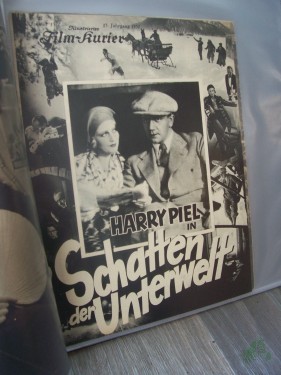 Illustrierter
Film-Kurier
HARRY PIEL
IN
Schatten
der Unterwelt